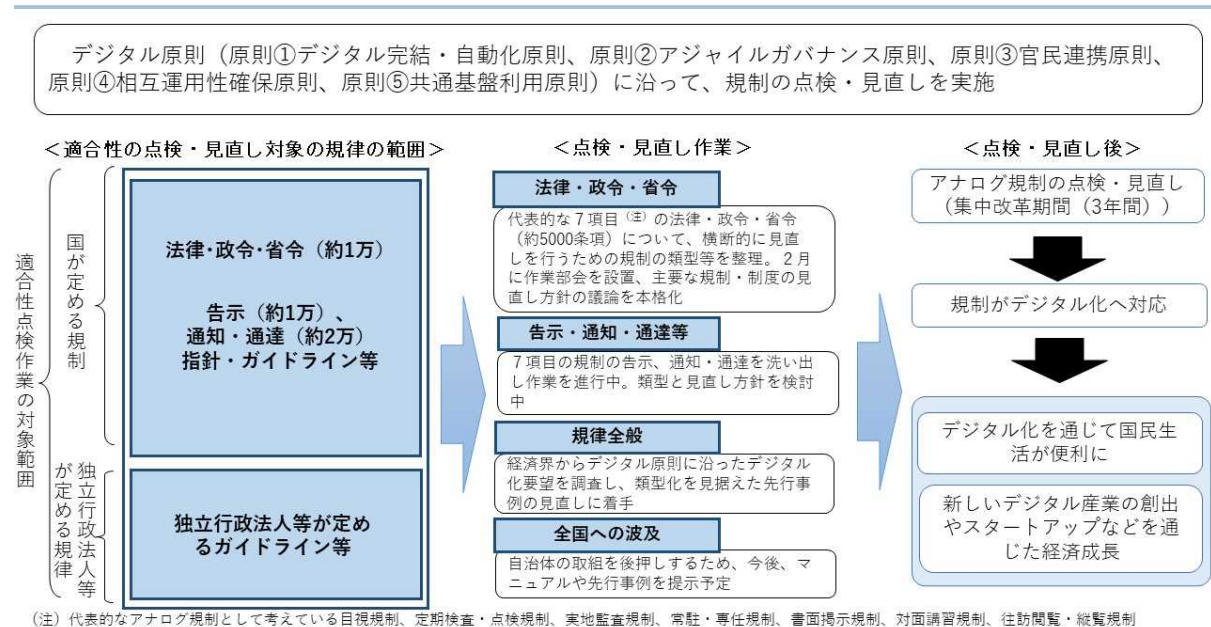 デジタル原則（原則①デジタル完結・自動化原則、原則②アジャイルガバナンス原則、原則③官民連携原則、
原則④相互運用性確保原則、原則⑤共通基盤利用原則）に沿って、規制の点検・見直しを実施
＜適合性の点検・見直し対象の規律の範囲＞
適合性点検作業の対象範囲
国が定める規制
法律・政令・省令（約1万）
告示（約1万）、
通知・通達（約2万）
指針・ガイドライン等
独立行政法人等
が定める規律
独立行政法人等が定め
るガイドライン等
＜点検・見直し作業＞
法律・政令・省令
代表的な７項目（注）の法律・政令・省令
（約5000条項）について、横断的に見直
しを行うための規制の類型等を整理。２月
に作業部会を設置、主要な規制・制度の見
直し方針の議論を本格化
告示・通知・通達等
７項目の規制の告示、通知・通達を洗い出
し作業を進行中。類型と見直し方針を検討
中
規律全般
経済界からデジタル原則に沿ったデジタル
化要望を調査し、類型化を見据えた先行事
例の見直しに着手
全国への波及
自治体の取組を後押しするため、今後、マ
ニュアルや先行事例を提示予定
＜点検・見直し後＞
アナログ規制の点検・見直し
（集中改革期間（3年間））
規制がデジタル化へ対応
デジタル化を通じて国民生
活が便利に
新しいデジタル産業の創出
やスタートアップなどを通
じた経済成長
（注）代表的なアナログ規制として考えている目視規制、定期検査・点検規制、実地監査規制、常駐・専任規制、書面掲示規制、対面講習規制、往訪閲覧・縦覧規制